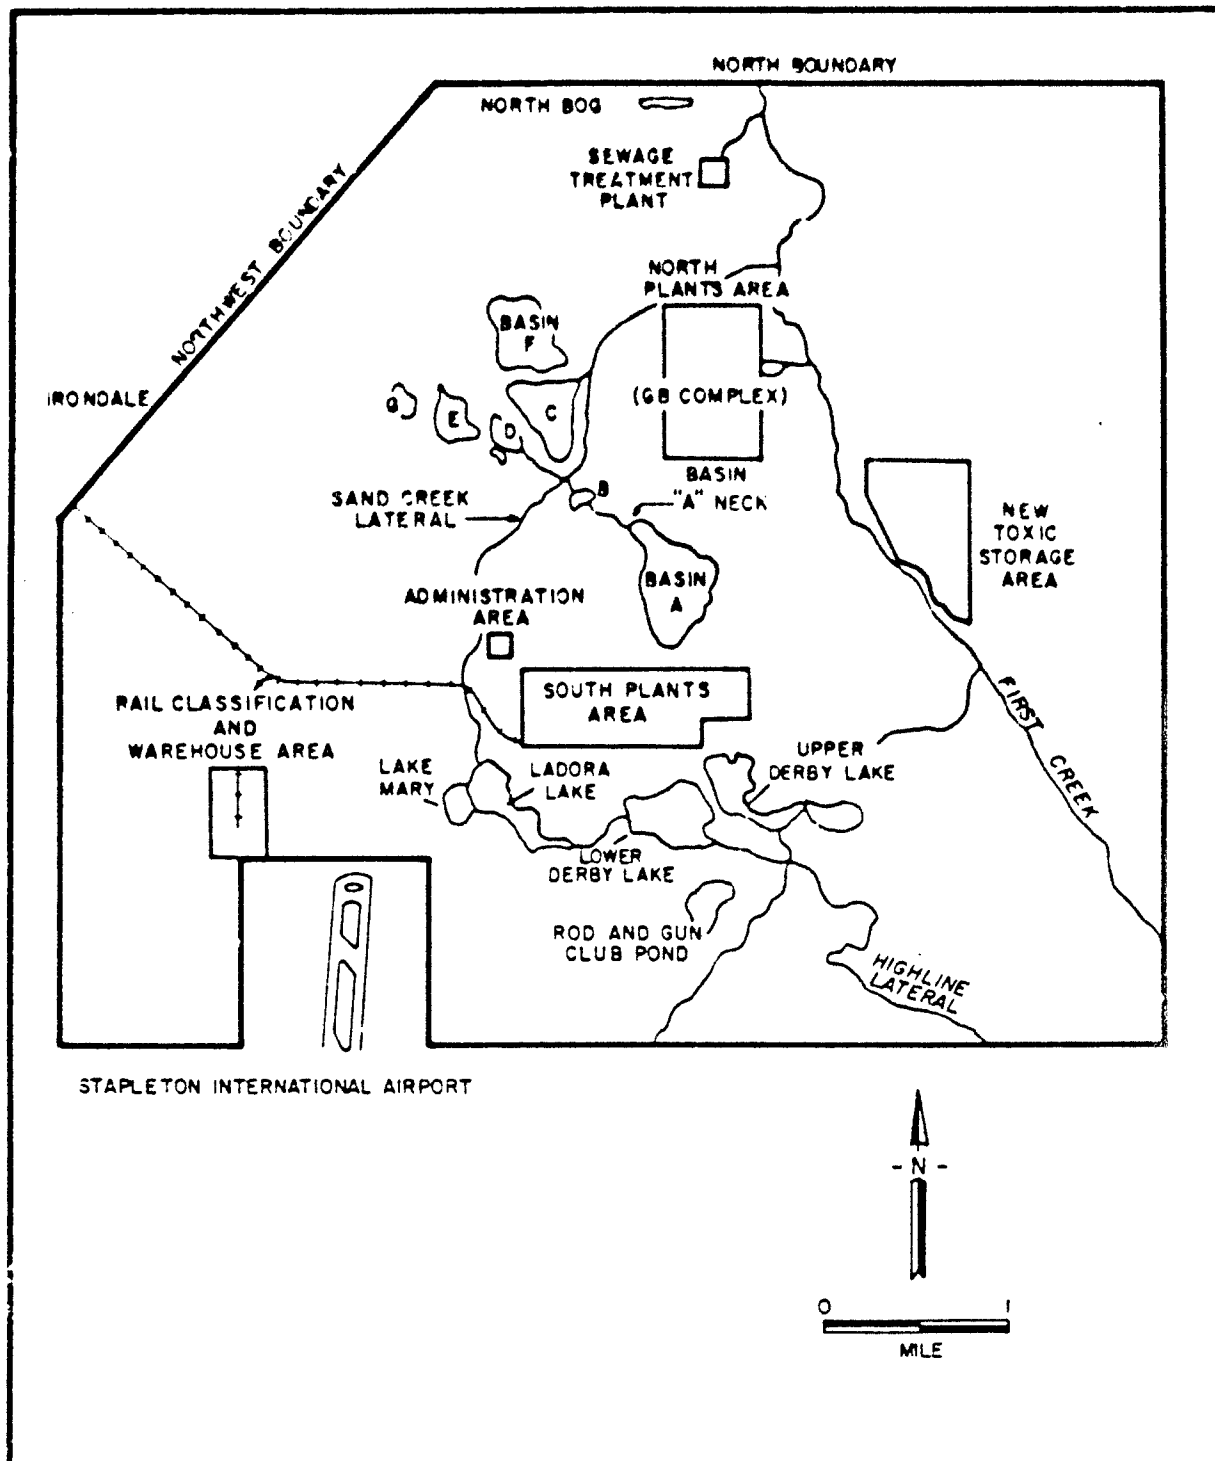 NORTH BOUNDARY
NORTH BOG
SEWAGE
TREATMENT
PLANT
NORTHWEST BOUNDARY
NORTH
PLANTS AREA
BASIN
F
IRONDALE
G
E
D
C
(GB COMPLEX)
B
BASIN
"A" NECK
SAND CREEK
LATERAL
NEW
TOXIC
STORAGE
AREA
BASIN
A
ADMINISTRATION
AREA
SOUTH PLANTS
AREA
RAIL CLASSIFICATION
AND
WAREHOUSE AREA
FIRST CREEK
UPPER
DERBY LAKE
LAKE
MARY
LADORA
LAKE
LOWER
DERBY LAKE
ROD AND GUN
CLUB POND
HIGHLINE
LATERAL
STAPLETON INTERNATIONAL AIRPORT
- N -
0 1
MILE